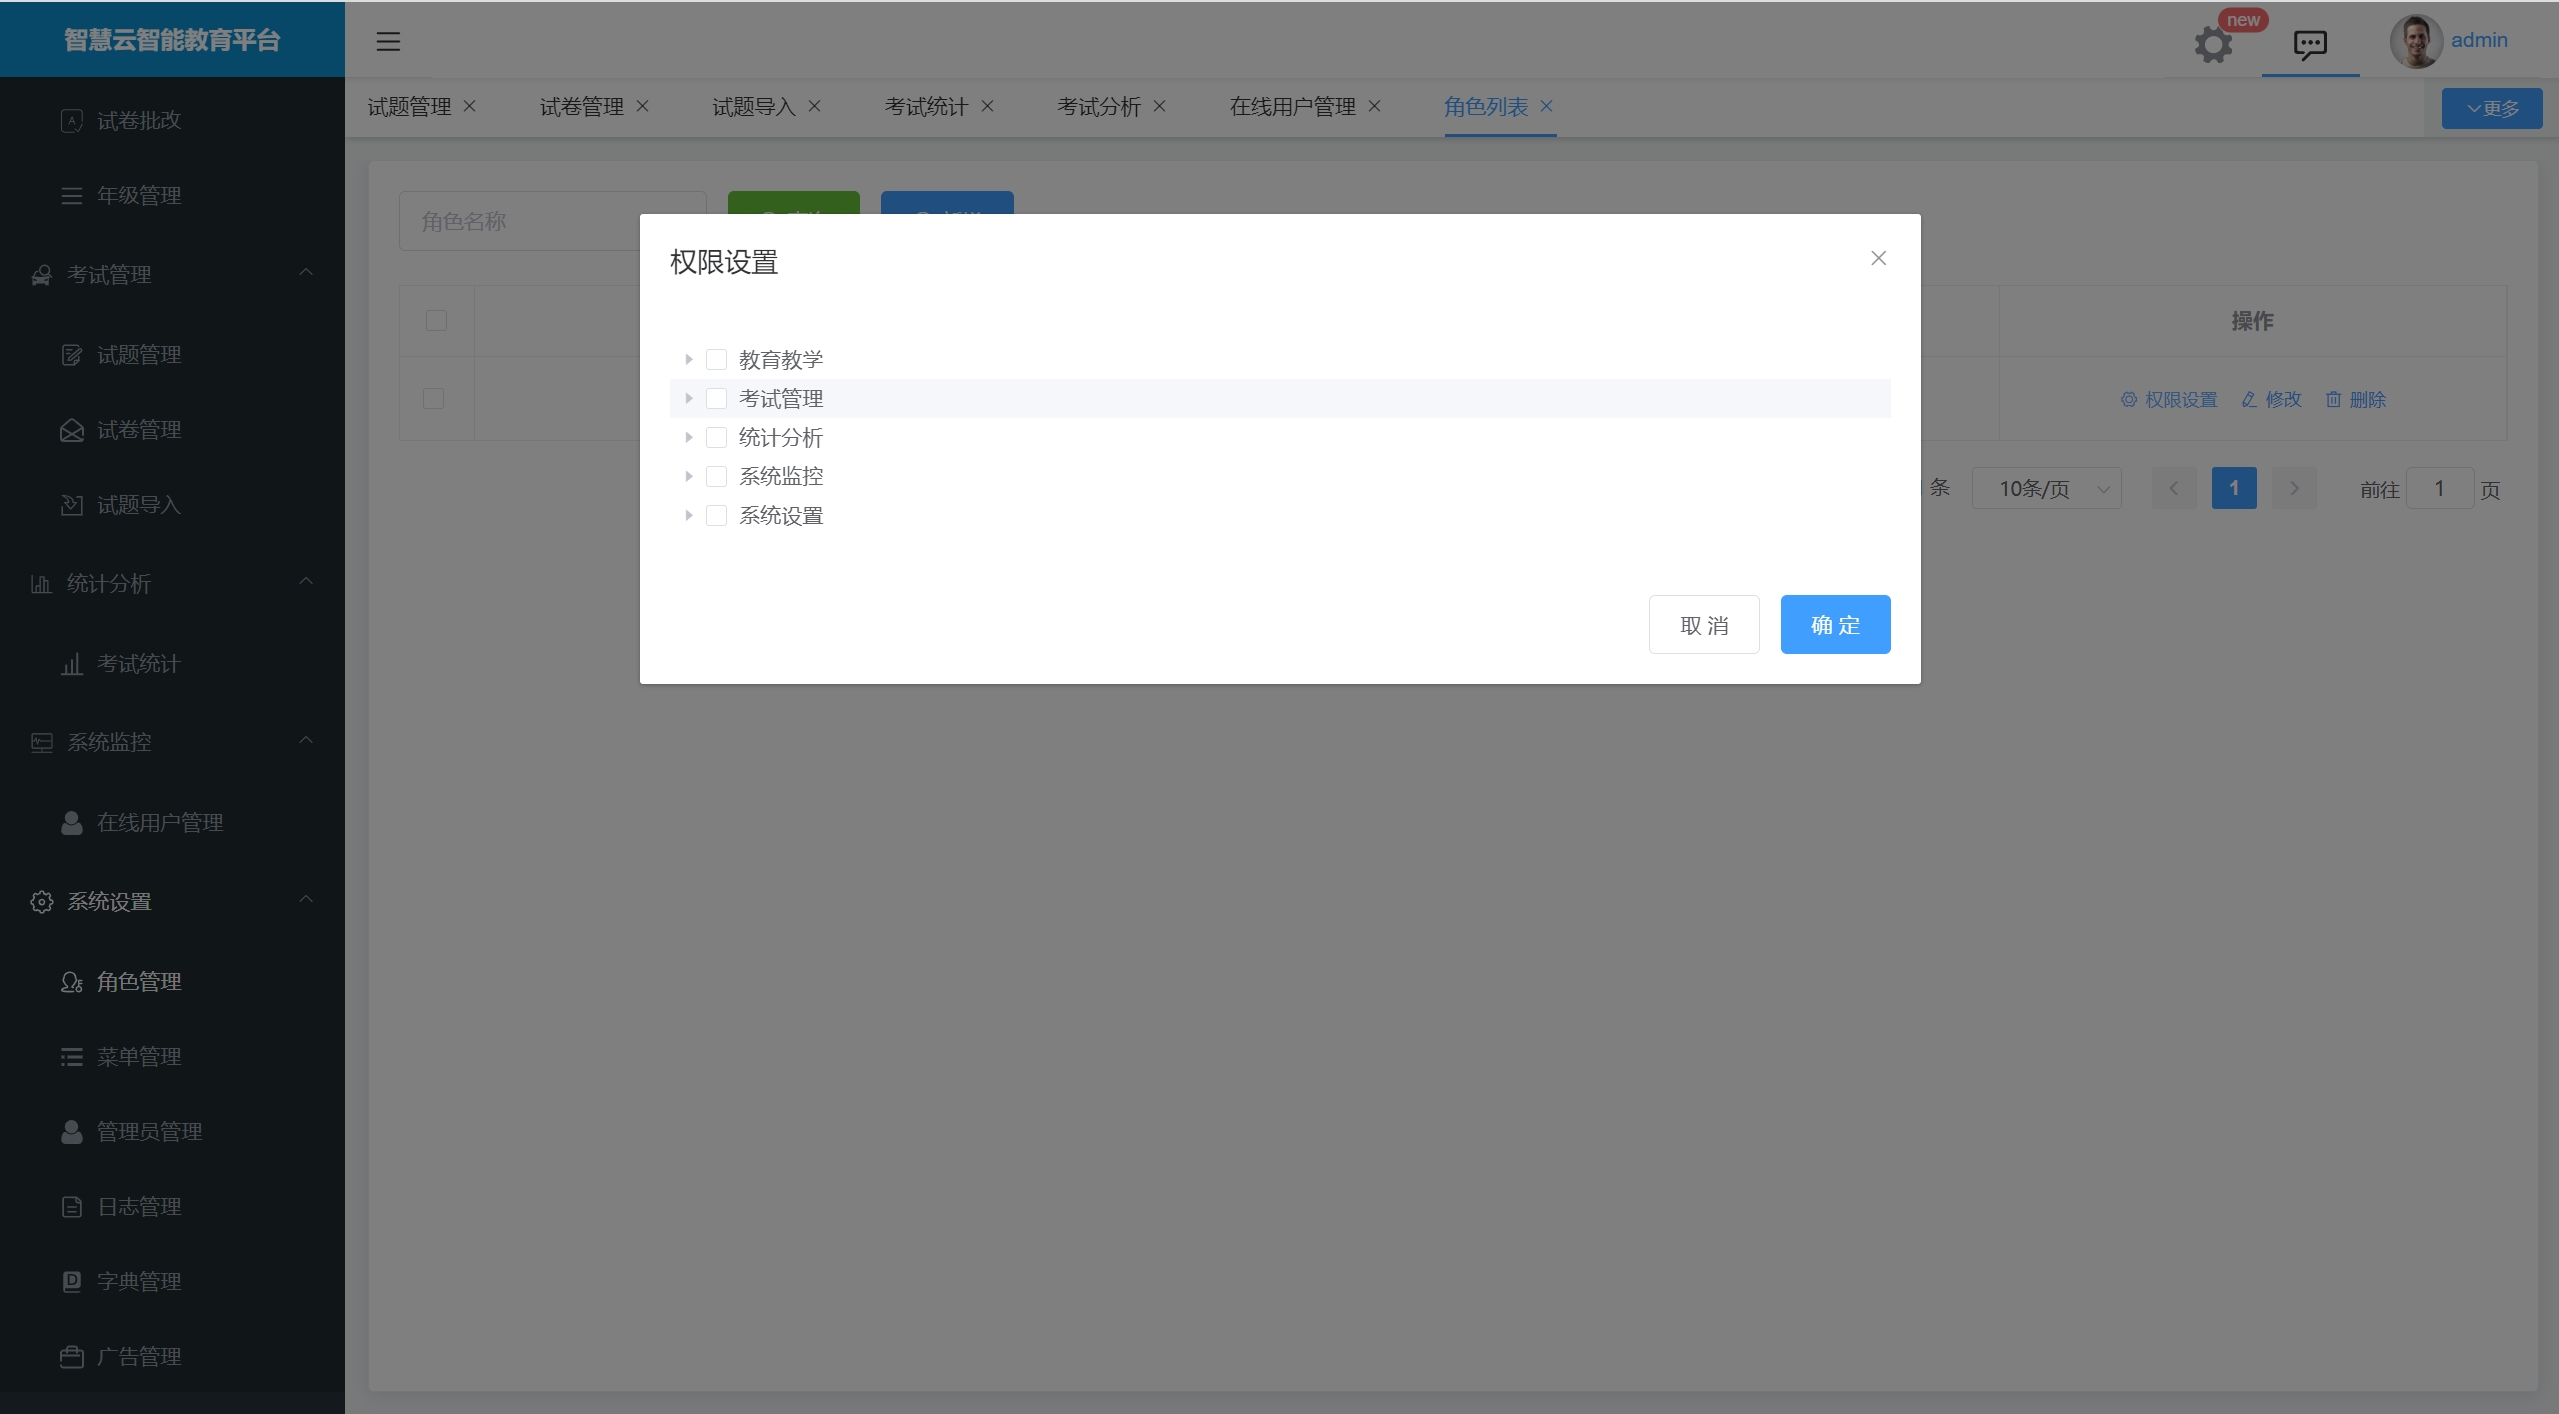 智慧云智能教育平台
new
admin
试题管理
试卷管理
试题导入
考试统计
考试分析
在线用户管理
角色列表
更多
试卷批改
年级管理
考试管理
试题管理
试卷管理
试题导入
统计分析
考试统计
系统监控
在线用户管理
系统设置
角色管理
菜单管理
管理员管理
日志管理
字典管理
广告管理
角色名称
操作
权限设置 修改 删除
条 10条/页 1 前往 1 页
权限设置
教育教学
考试管理
统计分析
系统监控
系统设置
取 消
确 定